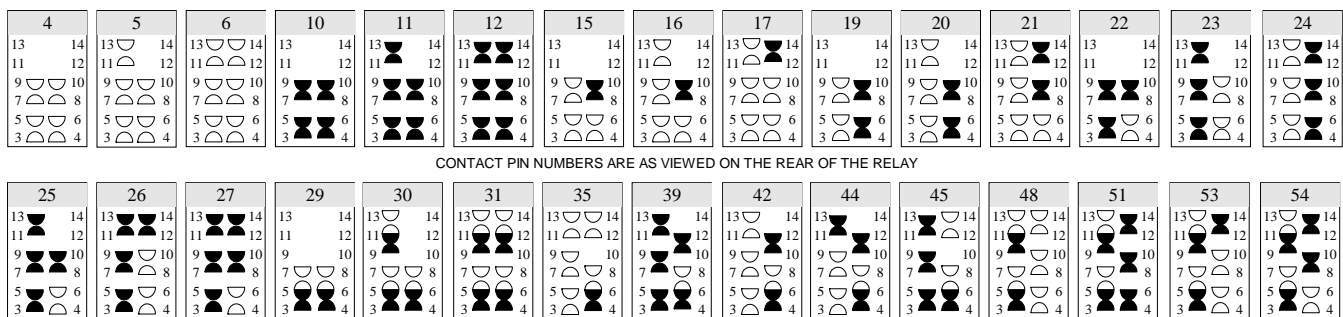 4 5 6 10 11 12 15 16 17 19 20 21 22 23 24
13 14 13 14 13 14 13 14 13 14 13 14 13 14 13 14 13 14 13 14 13 14 13 14 13 14 13 14 13 14
11 12 11 12 11 12 11 12 11 12 11 12 11 12 11 12 11 12 11 12 11 12 11 12 11 12 11 12 11 12
9 10 9 10 9 10 9 10 9 10 9 10 9 10 9 10 9 10 9 10 9 10 9 10 9 10 9 10 9 10
7 8 7 8 7 8 7 8 7 8 7 8 7 8 7 8 7 8 7 8 7 8 7 8 7 8 7 8 7 8
5 6 5 6 5 6 5 6 5 6 5 6 5 6 5 6 5 6 5 6 5 6 5 6 5 6 5 6 5 6
3 4 3 4 3 4 3 4 3 4 3 4 3 4 3 4 3 4 3 4 3 4 3 4 3 4 3 4 3 4
CONTACT PIN NUMBERS ARE AS VIEWED ON THE REAR OF THE RELAY
25 26 27 29 30 31 35 39 42 44 45 48 51 53 54
13 14 13 14 13 14 13 14 13 14 13 14 13 14 13 14 13 14 13 14 13 14 13 14 13 14 13 14 13 14
11 12 11 12 11 12 11 12 11 12 11 12 11 12 11 12 11 12 11 12 11 12 11 12 11 12 11 12 11 12
9 10 9 10 9 10 9 10 9 10 9 10 9 10 9 10 9 10 9 10 9 10 9 10 9 10 9 10 9 10
7 8 7 8 7 8 7 8 7 8 7 8 7 8 7 8 7 8 7 8 7 8 7 8 7 8 7 8 7 8
5 6 5 6 5 6 5 6 5 6 5 6 5 6 5 6 5 6 5 6 5 6 5 6 5 6 5 6 5 6
3 4 3 4 3 4 3 4 3 4 3 4 3 4 3 4 3 4 3 4 3 4 3 4 3 4 3 4 3 4